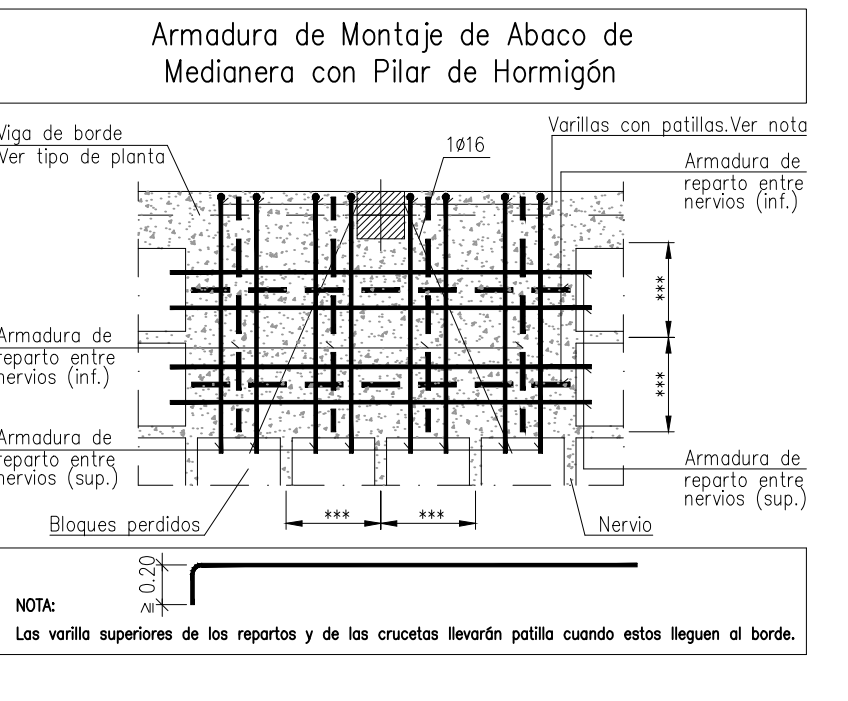 Armadura de Montaje de Abaco de
Medianera con Pilar de Hormigón
Viga de borde
Ver tipo de planta
1ø16
Varillas con patillas.Ver nota
Armadura de
reparto entre
nervios (inf.)
***
***
Armadura de
reparto entre
nervios (inf.)
Armadura de
reparto entre
nervios (sup.)
Armadura de
reparto entre
nervios (sup.)
Bloques perdidos
***
***
Nervio
≥ 0.20
NOTA:
Las varilla superiores de los repartos y de las crucetas llevarán patilla cuando estos lleguen al borde.